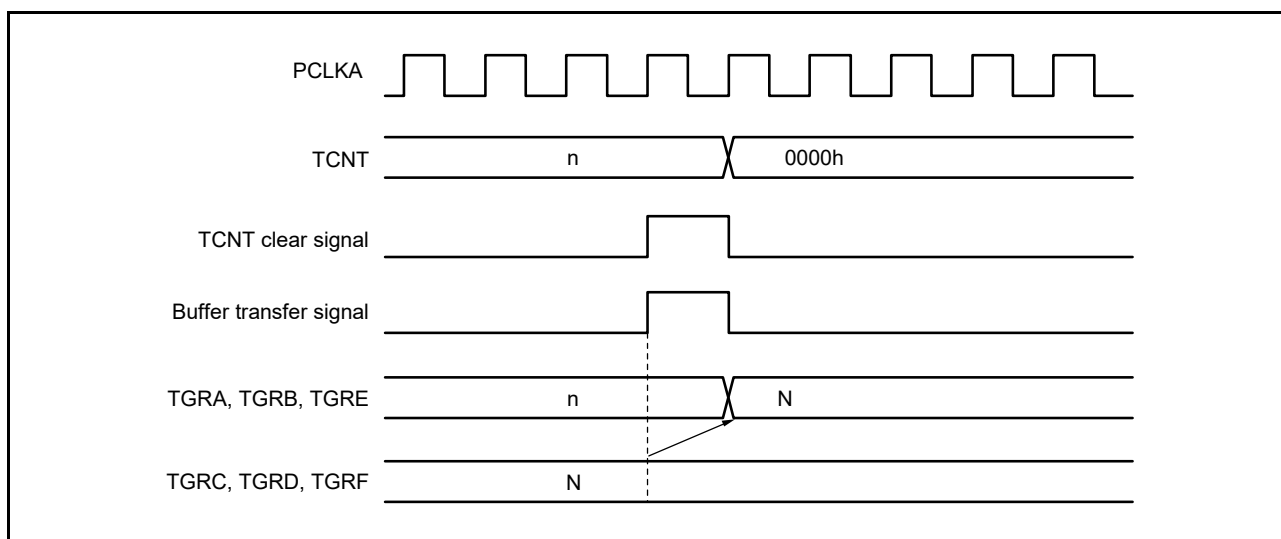 PCLKA
TCNT n 0000h
TCNT clear signal
Buffer transfer signal
TGRA, TGRB, TGRE n N
TGRC, TGRD, TGRF N